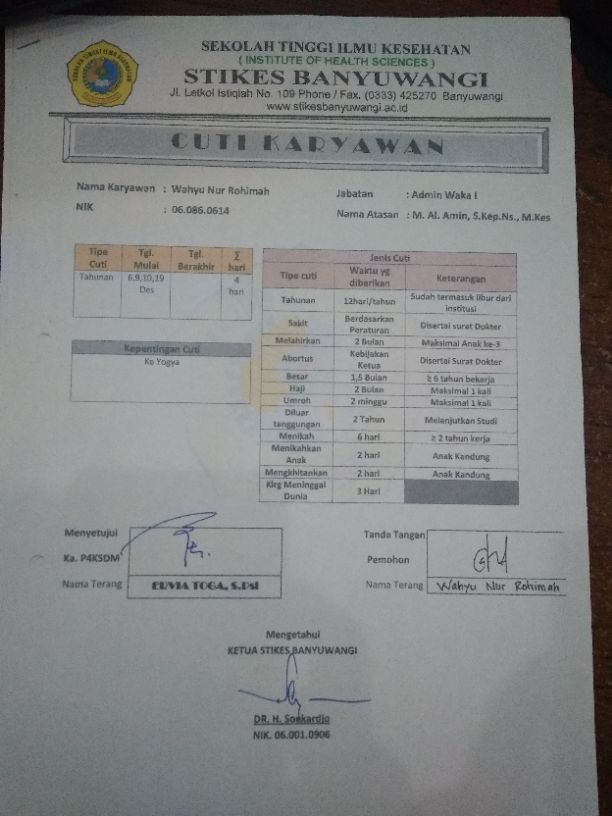 SEKOLAH TINGGI ILMU KESEHATAN
( INSTITUTE OF HEALTH SCIENCES )
STIKES BANYUWANGI
Jl. Letkol Istiqlah No. 109 Phone / Fax. (0333) 425270 Banyuwangi
www.stikesbanyuwangi.ac.id
CUTI KARYAWAN
Nama Karyawan : Wahyu Nur Rohimah
NIK : 06.086.0614
Jabatan : Admin Waka I
Nama Atasan : M. Al. Amin, S.Kep.Ns., M.Kes
Tipe Cuti Tgl. Mulai Tgl. Berakhir ∑ hari
Tahunan 6,9,10,19 Des 4 hari
Kepentingan Cuti
Ke Yogya
Jenis Cuti
Tipe cuti Waktu yg diberikan Keterangan
Tahunan 12hari/tahun Sudah termasuk libur dari institusi
Sakit Berdasarkan Peraturan Disertai surat Dokter
Melahirkan 2 Bulan Maksimal Anak ke-3
Abortus Kebijakan Ketua Disertai Surat Dokter
Besar 1,5 Bulan ≥ 6 tahun bekerja
Haji 2 Bulan Maksimal 1 kali
Umroh 2 minggu Maksimal 1 kali
Diluar tanggungan 2 Tahun Melanjutkan Studi
Menikah 6 hari ≥ 2 tahun kerja
Menikahkan Anak 2 hari Anak Kandung
Mengkhitankan 2 hari Anak Kandung
Klrg Meninggal Dunia 3 Hari
Menyetujui
Ka. P4KSDM
Nama Terang ERVIA TOGA, S.Psi
Tanda Tangan
Pemohon
Nama Terang Wahyu Nur Rohimah
Mengetahui
KETUA STIKES BANYUWANGI
DR. H. Soekardjo
NIK. 06.001.0906